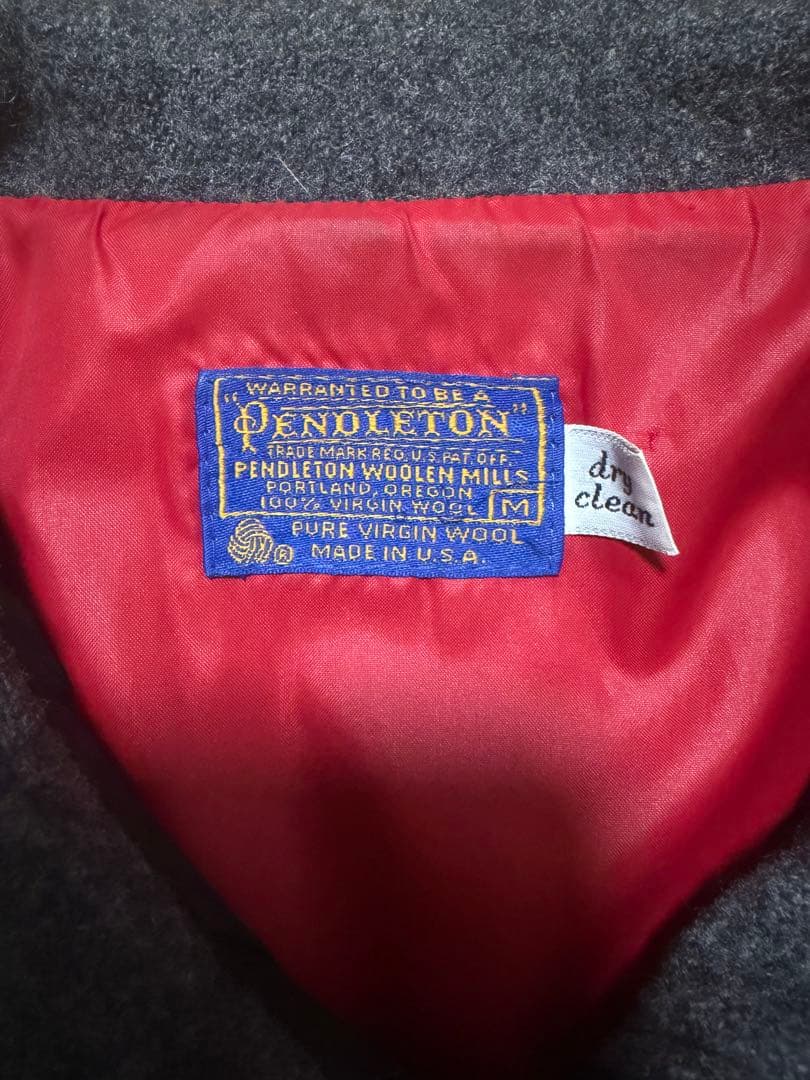 WARRANTED TO BE A
"PENDLETON"
TRADE MARK REG. U.S. PAT. OFF.
PENDLETON WOOLEN MILLS
PORTLAND, OREGON
100% VIRGIN WOOL M
PURE VIRGIN WOOL
® MADE IN U.S.A.
dry
clean